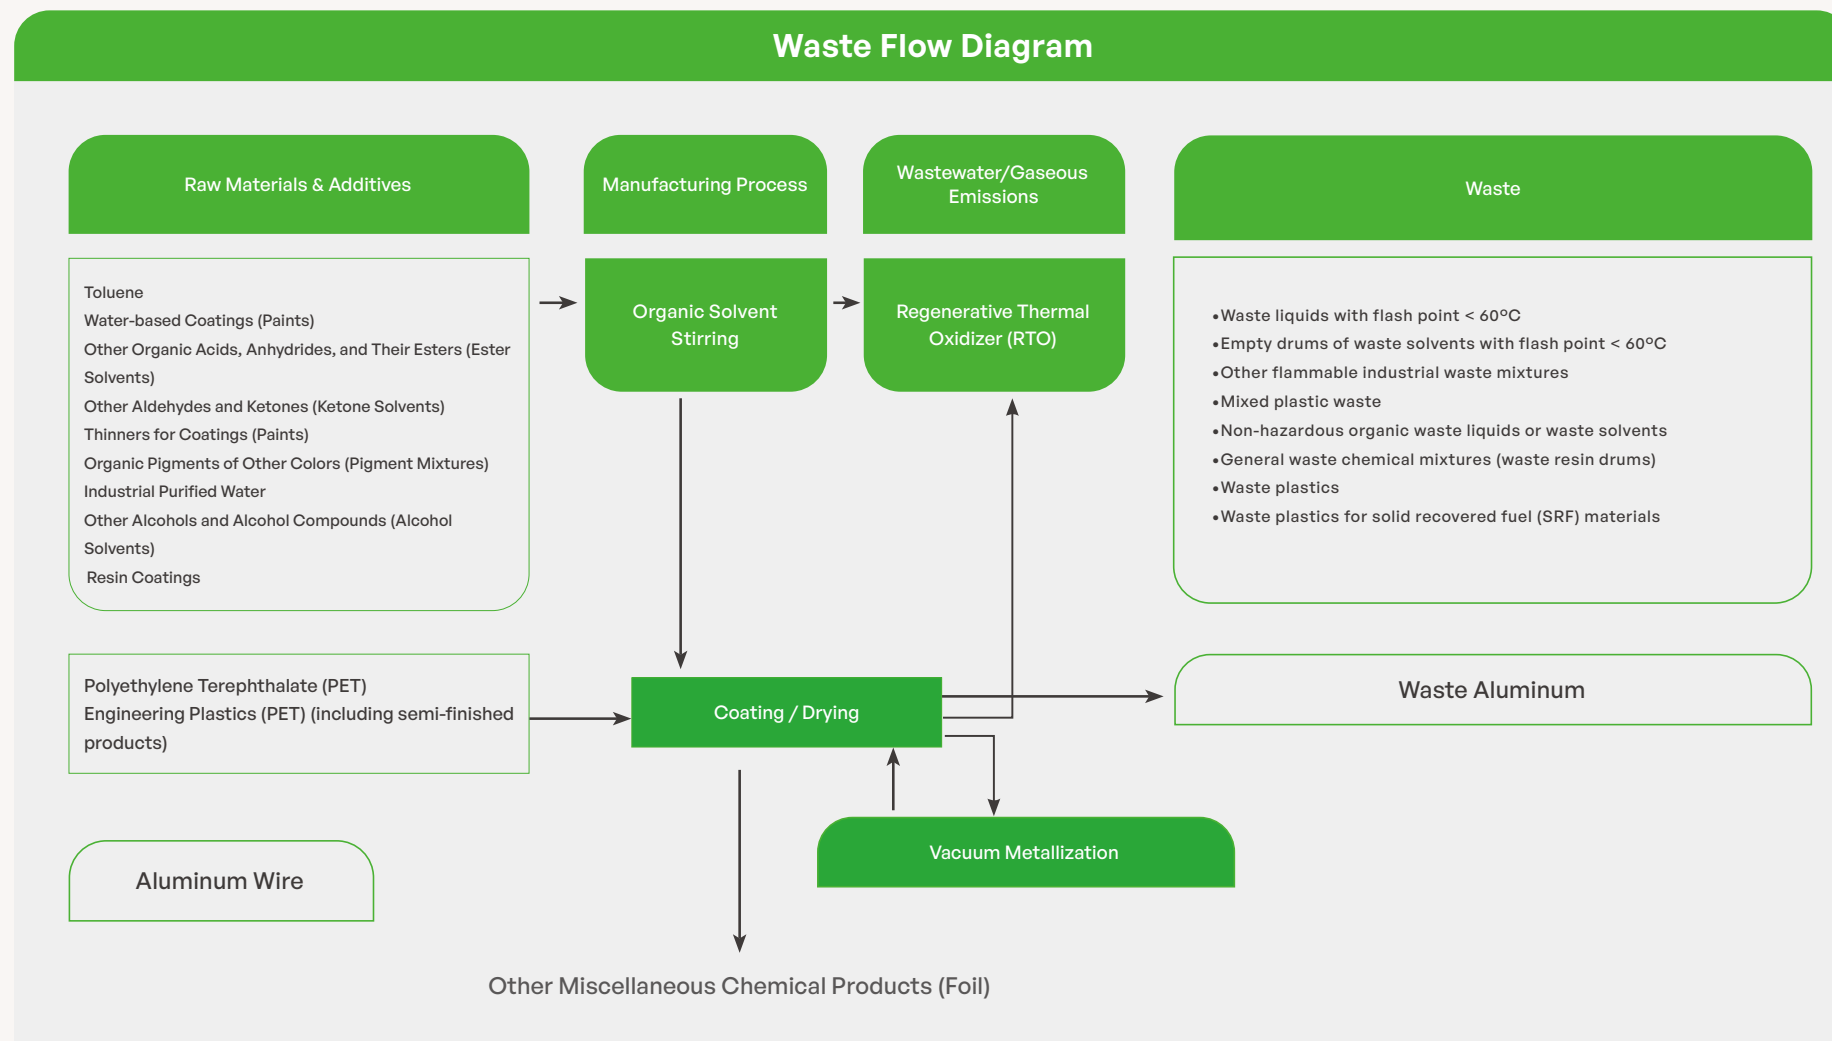 Waste Flow Diagram
Raw Materials & Additives
Manufacturing Process
Wastewater/Gaseous
Emissions
Waste
Toluene
Water-based Coatings (Paints)
Other Organic Acids, Anhydrides, and Their Esters (Ester
Solvents)
Other Aldehydes and Ketones (Ketone Solvents)
Thinners for Coatings (Paints)
Organic Pigments of Other Colors (Pigment Mixtures)
Industrial Purified Water
Other Alcohols and Alcohol Compounds (Alcohol
Solvents)
Resin Coatings
Organic Solvent
Stirring
Regenerative Thermal
Oxidizer (RTO)
•Waste liquids with flash point < 60°C
•Empty drums of waste solvents with flash point < 60°C
•Other flammable industrial waste mixtures
•Mixed plastic waste
•Non-hazardous organic waste liquids or waste solvents
•General waste chemical mixtures (waste resin drums)
•Waste plastics
•Waste plastics for solid recovered fuel (SRF) materials
Polyethylene Terephthalate (PET)
Engineering Plastics (PET) (including semi-finished
products)
Coating / Drying
Waste Aluminum
Vacuum Metallization
Aluminum Wire
Other Miscellaneous Chemical Products (Foil)